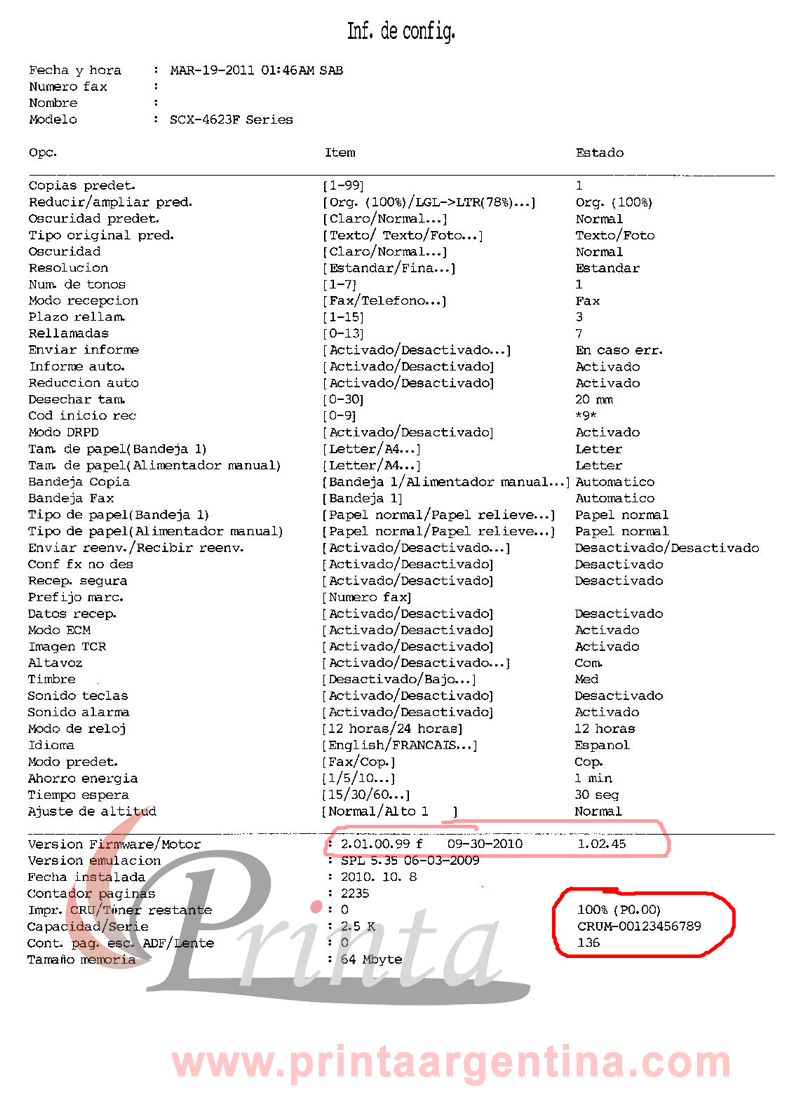 Inf. de config.
Fecha y hora : MAR-19-2011 01:46AM SAB
Numero fax :
Nombre :
Modelo : SCX-4623F Series
Opc. Item Estado
Copias predet. [1-99] 1
Reducir/ampliar pred. [Org. (100%)/LGL->LTR(78%)...] Org. (100%)
Oscuridad predet. [Claro/Normal...] Normal
Tipo original pred. [Texto/ Texto/Foto...] Texto/Foto
Oscuridad [Claro/Normal...] Normal
Resolucion [Estandar/Fina...] Estandar
Num. de tonos [1-7] 1
Modo recepcion [Fax/Telefono...] Fax
Plazo rellam. [1-15] 3
Rellamadas [0-13] 7
Enviar informe [Activado/Desactivado...] En caso err.
Informe auto. [Activado/Desactivado] Activado
Reduccion auto [Activado/Desactivado] Activado
Desechar tam. [0-30] 20 mm
Cod inicio rec [0-9] *9*
Modo DRPD [Activado/Desactivado] Activado
Tam. de papel(Bandeja 1) [Letter/A4...] Letter
Tam. de papel(Alimentador manual) [Letter/A4...] Letter
Bandeja Copia [Bandeja 1/Alimentador manual...] Automatico
Bandeja Fax [Bandeja 1] Automatico
Tipo de papel(Bandeja 1) [Papel normal/Papel relieve...] Papel normal
Tipo de papel(Alimentador manual) [Papel normal/Papel relieve...] Papel normal
Enviar reenv./Recibir reenv. [Activado/Desactivado...] Desactivado/Desactivado
Conf fx no des [Activado/Desactivado] Desactivado
Recep. segura [Activado/Desactivado] Desactivado
Prefijo marc. [Numero fax]
Datos recep. [Activado/Desactivado] Desactivado
Modo ECM [Activado/Desactivado] Activado
Imagen TCR [Activado/Desactivado] Activado
Altavoz [Activado/Desactivado...] Com.
Timbre [Desactivado/Bajo...] Med
Sonido teclas [Activado/Desactivado] Desactivado
Sonido alarma [Activado/Desactivado] Activado
Modo de reloj [12 horas/24 horas] 12 horas
Idioma [English/FRANCAIS...] Espanol
Modo predet. [Fax/Cop.] Cop.
Ahorro energia [1/5/10...] 1 min
Tiempo espera [15/30/60...] 30 seg
Ajuste de altitud [Normal/Alto 1 ] Normal
Version Firmware/Motor : 2.01.00.99 f 09-30-2010 1.02.45
Version emulacion : SPL 5.35 06-03-2009
Fecha instalada : 2010. 10. 8
Contador paginas : 2235
Impr. CRU/Tóner restante : 0 100% (P0.00)
Capacidad/Serie : 2.5 K CRUM-00123456789
Cont. pag. esc. ADF/Lente : 0 136
Tamaño memoria : 64 Mbyte
Printa
www.printaargentina.com